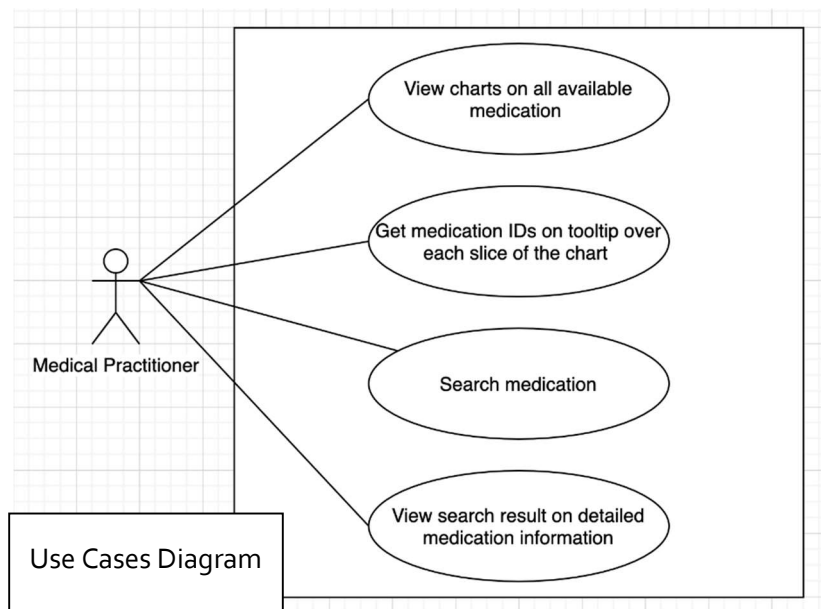 View charts on all available
medication
Get medication IDs on tooltip over
each slice of the chart
Medical Practitioner
Search medication
View search result on detailed
medication information
Use Cases Diagram